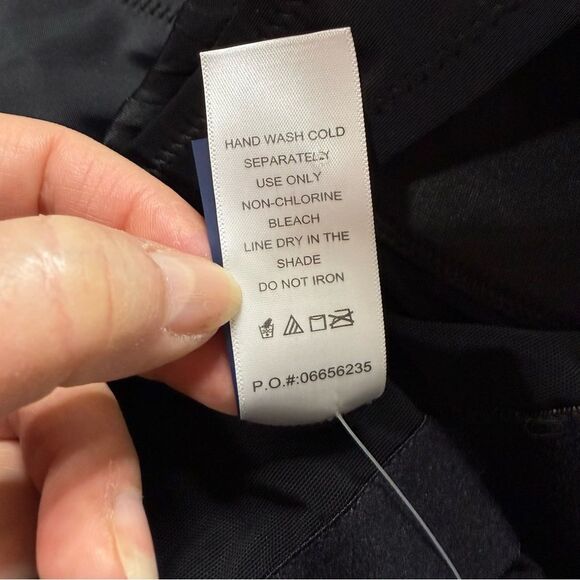 HAND WASH COLD
SEPARATELY
USE ONLY
NON-CHLORINE
BLEACH
LINE DRY IN THE
SHADE
DO NOT IRON
P.O.#:06656235